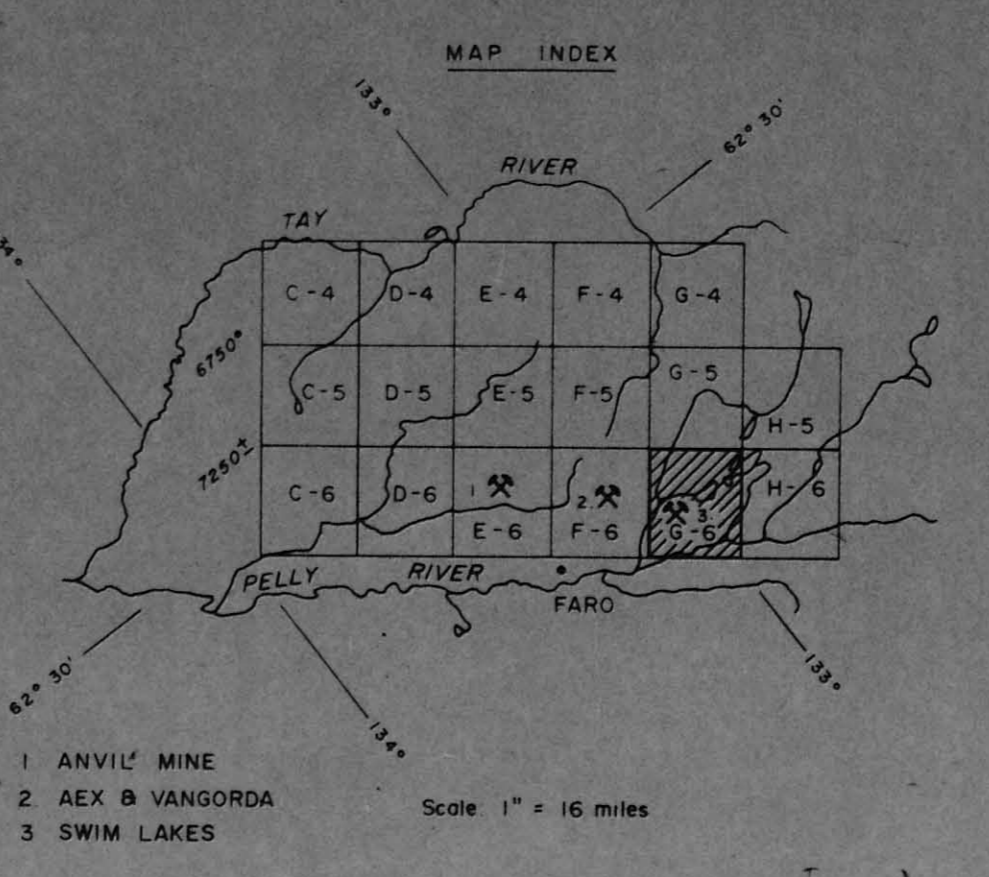 MAP INDEX
133°
62° 30'
RIVER
TAY
34°
C-4 D-4 E-4 F-4 G-4
6750°
C-5 D-5 E-5 F-5 G-5
H-5
7250±
C-6 D-6 1 2. H-6
3
E-6 F-6 G-6
PELLY RIVER
FARO
62° 30'
134°
133°
1 ANVIL MINE
2. AEX & VANGORDA
3 SWIM LAKES
Scale 1" = 16 miles